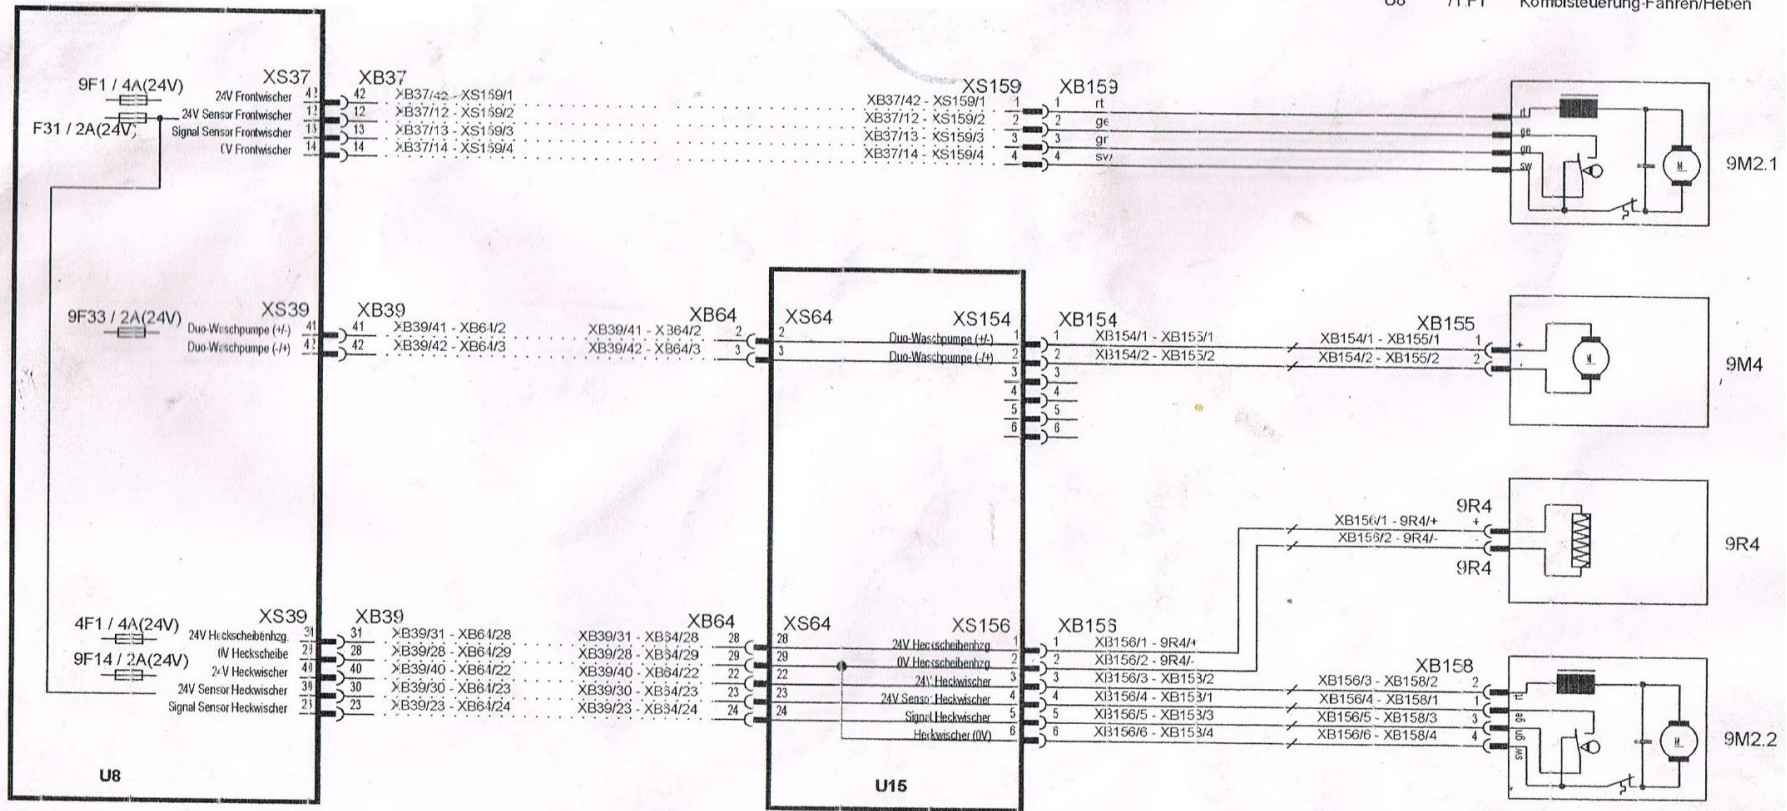 U8 /1.F1 Kombisteuerung-Fahren/Heben
9F1 / 4A(24V)
F31 / 2A(24V)
XS37 XB37
24V Frontwischer 42 42 XB37/42 - XS159/1
24V Sensor Frontwischer 12 12 XB37/12 - XS159/2
Signal Sensor Frontwischer 13 13 XB37/13 - XS159/3
0V Frontwischer 14 14 XB37/14 - XS159/4
XS159 XB159
XB37/42 - XS159/1 1 1 rt
XB37/12 - XS159/2 2 2 ge
XB37/13 - XS159/3 3 3 gr
XB37/14 - XS159/4 4 4 sw
rt
ge
gn
sw
M
9M2.1
9F33 / 2A(24V)
XS39 XB39
Duo-Waschpumpe (+/-) 41 41 XB39/41 - XB64/2
Duo-Waschpumpe (-/+) 42 42 XB39/42 - XB64/3
XB64 XS64
XB39/41 - XB64/2 2 2
XB39/42 - XB64/3 3 3
XS154 XB154
Duo-Waschpumpe (+/-) 1 1 XB154/1 - XB155/1
Duo-Waschpumpe (-/+) 2 2 XB154/2 - XB155/2
3 3
4 4
5 5
6 6
XB155
XB154/1 - XB155/1 1 +
XB154/2 - XB155/2 2 -
M
9M4
9R4
XB156/1 - 9R4/+ +
XB156/2 - 9R4/- -
9R4
9R4
4F1 / 4A(24V)
9F14 / 2A(24V)
XS39 XB39
24V Heckscheibenhzg. 31 31 XB39/31 - XB64/28
0V Heckscheibe 28 28 XB39/28 - XB64/29
24V Heckwischer 40 40 XB39/40 - XB64/22
24V Sensor Heckwischer 30 30 XB39/30 - XB64/23
Signal Sensor Heckwischer 23 23 XB39/23 - XB64/24
XB64 XS64
XB39/31 - XB64/28 28 28
XB39/28 - XB64/29 29 29
XB39/40 - XB64/22 22 22
XB39/30 - XB64/23 23 23
XB39/23 - XB64/24 24 24
XS156 XB156
24V Heckscheibenhzg 1 1 XB156/1 - 9R4/+
0V Heckscheibenhzg 2 2 XB156/2 - 9R4/-
24V Heckwischer 3 3 XB156/3 - XB158/2
24V Sensor Heckwischer 4 4 XB156/4 - XB158/1
Signal Heckwischer 5 5 XB156/5 - XB158/3
Heckwischer (0V) 6 6 XB156/6 - XB158/4
XB158
XB156/3 - XB158/2 2 rt
XB156/4 - XB158/1 1 ge
XB156/5 - XB158/3 3 gn
XB156/6 - XB158/4 4 sw
M
9M2.2
U8
U15